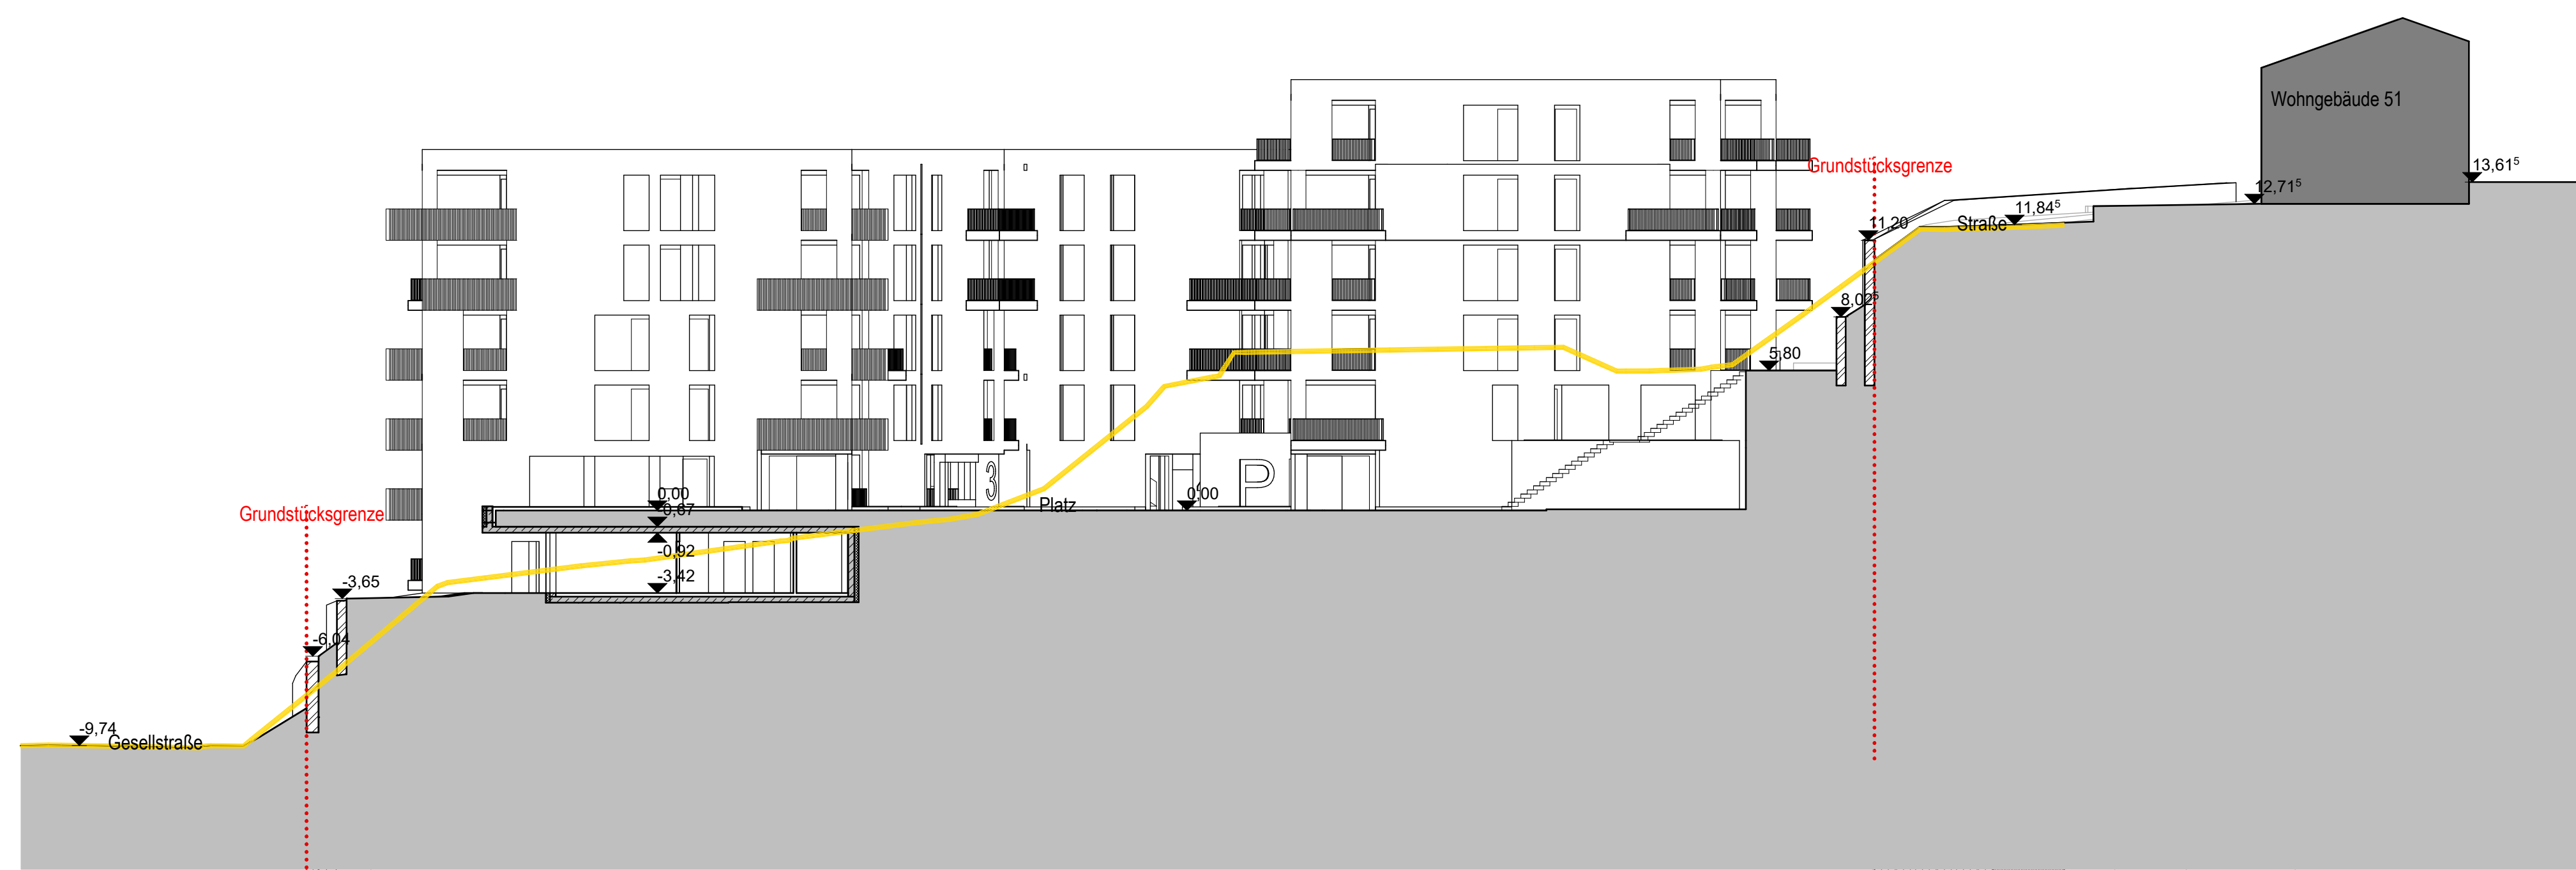 Wohngebäude 51
13,61⁵
Grundstücksgrenze
12,71⁵
11,84⁵
11,20
Straße
8,02⁵
5,80
3
P
0,00
0,00
-0,67
Platz
Grundstücksgrenze
-0,92
-3,42
-3,65
-6,04
-9,74
Gesellstraße